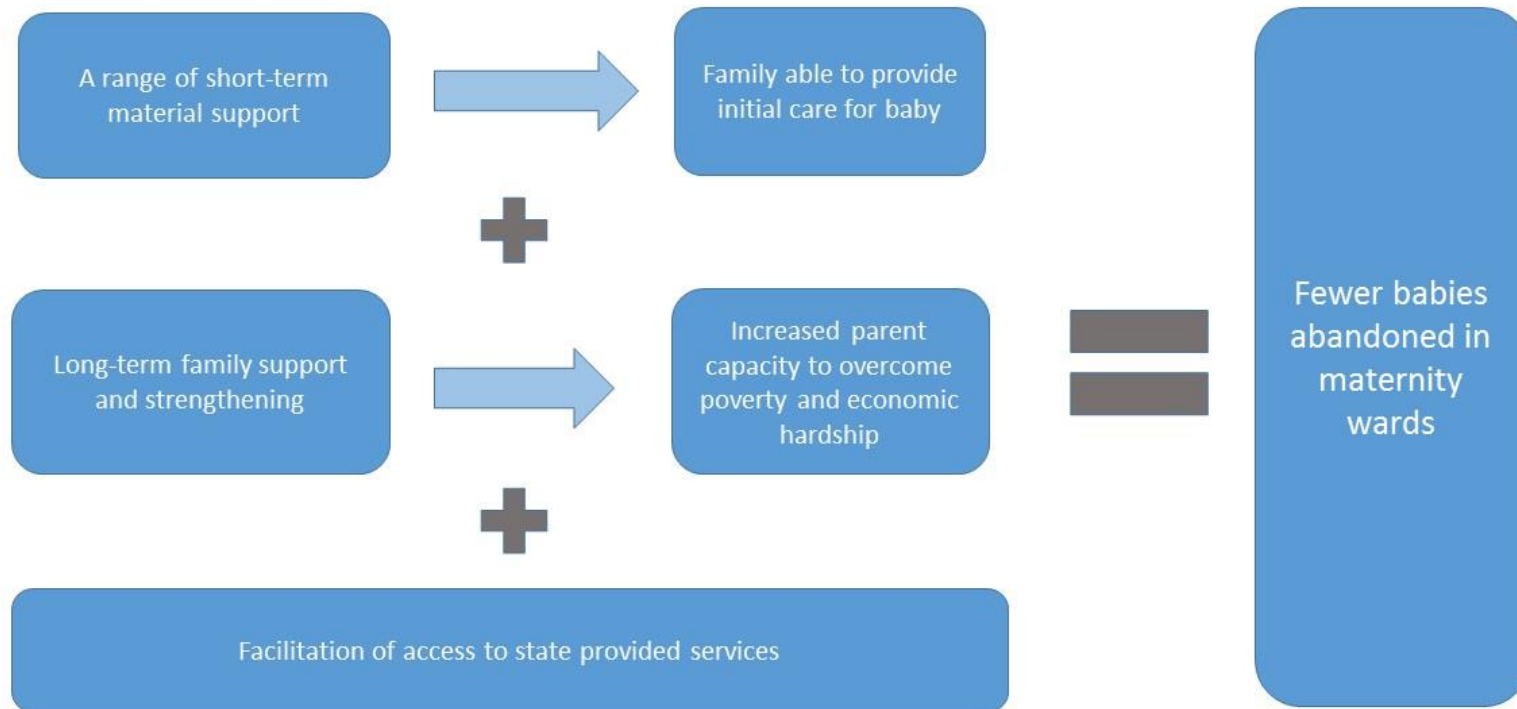 A range of short-term
material support
Family able to provide
initial care for baby
Long-term family support
and strengthening
Increased parent
capacity to overcome
poverty and economic
hardship
Facilitation of access to state provided services
Fewer babies
abandoned in
maternity
wards